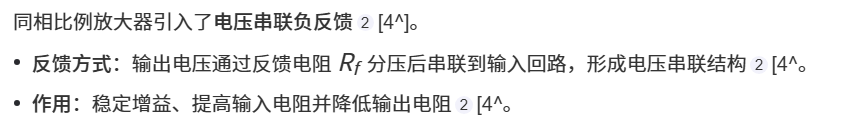 同相比例放大器引入了电压串联负反馈 2 [4^]。
• 反馈方式：输出电压通过反馈电阻 Rf 分压后串联到输入回路，形成电压串联结构 2 [4^。
• 作用：稳定增益、提高输入电阻并降低输出电阻 2 [4^。